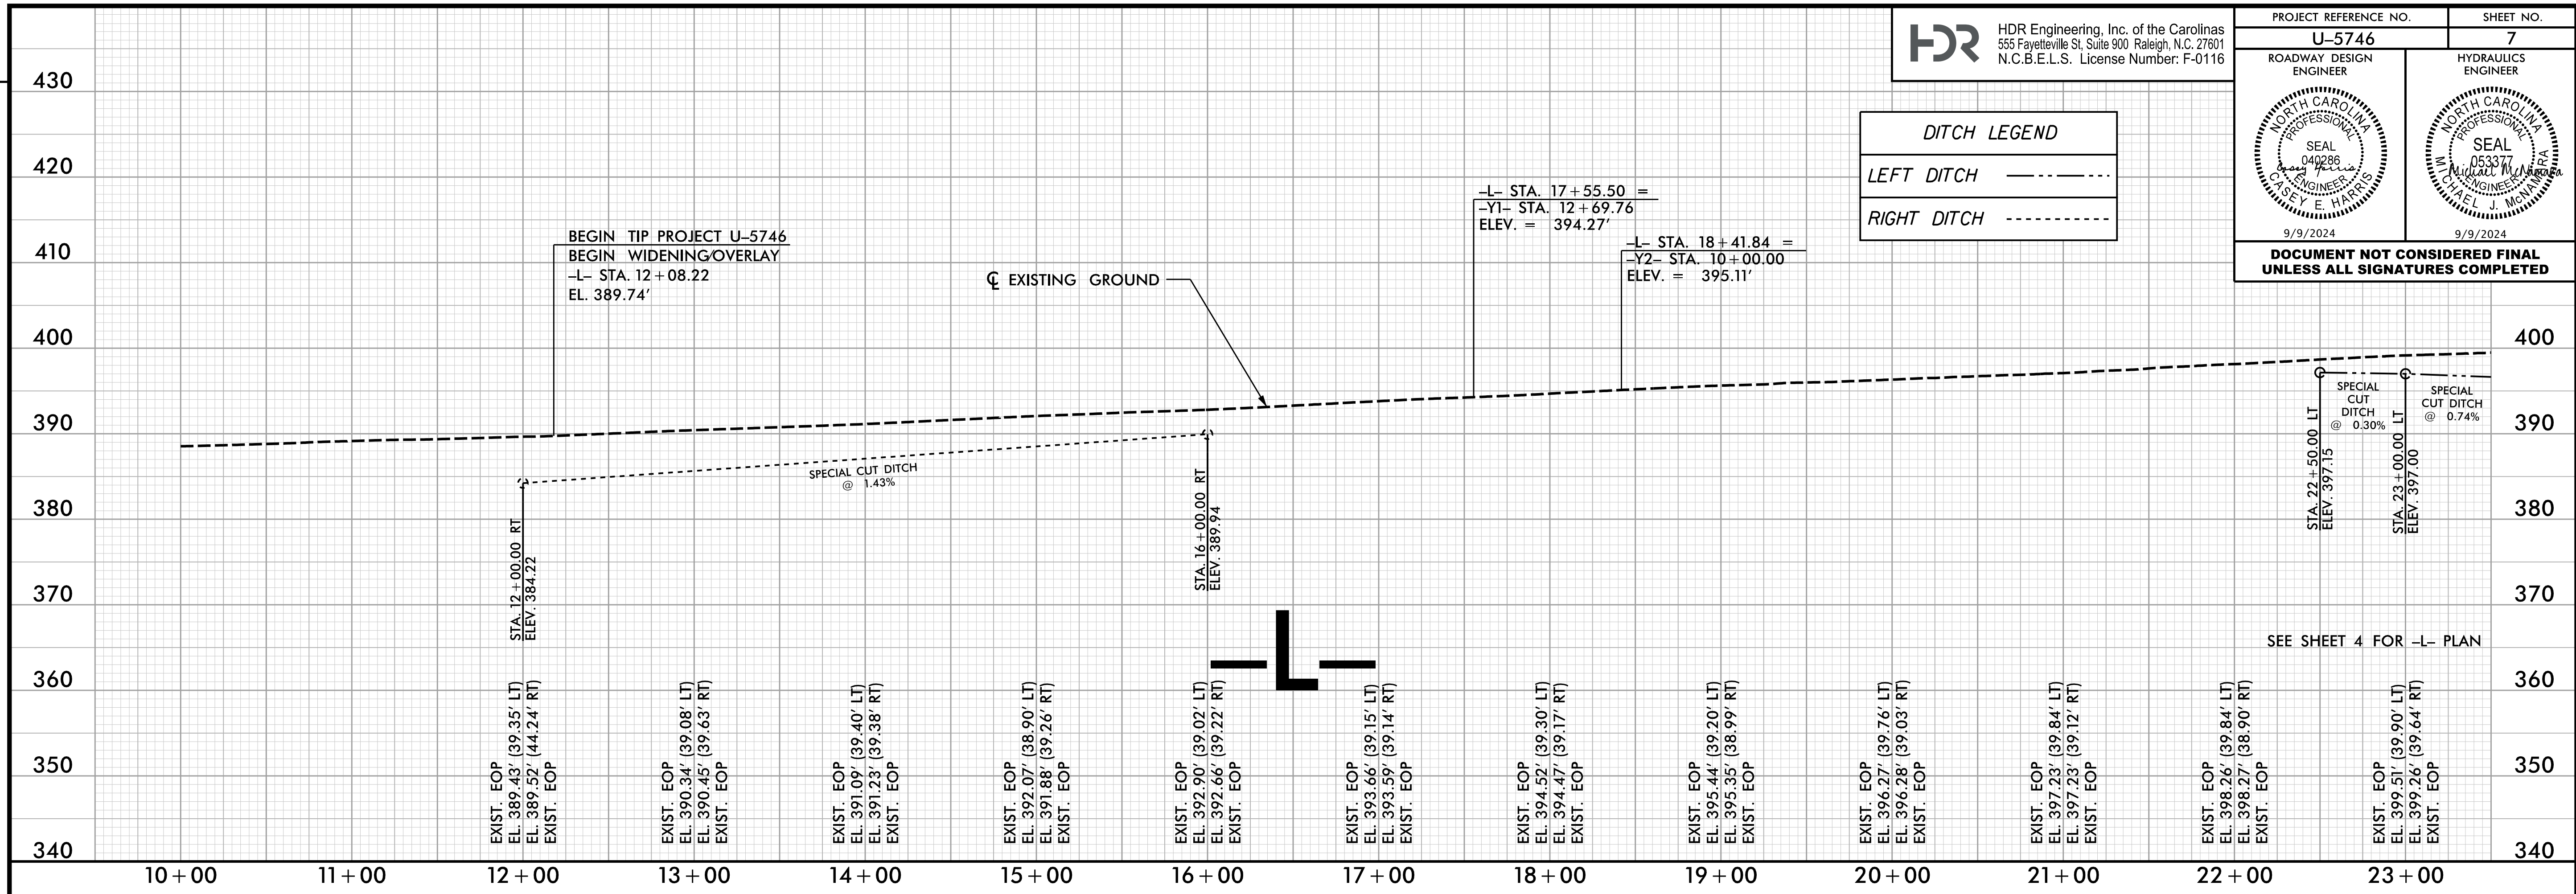 HDR
HDR Engineering, Inc. of the Carolinas
555 Fayetteville St, Suite 900 Raleigh, N.C. 27601
N.C.B.E.L.S. License Number: F-0116
PROJECT REFERENCE NO.
SHEET NO.
U-5746
7
ROADWAY DESIGN
ENGINEER
HYDRAULICS
ENGINEER
NORTH CAROLINA
PROFESSIONAL
SEAL
040286
Casey Harris
ENGINEER
CASEY E. HARRIS
9/9/2024
NORTH CAROLINA
PROFESSIONAL
SEAL
053377
Michael McNamara
ENGINEER
MICHAEL J. McNAMARA
9/9/2024
DOCUMENT NOT CONSIDERED FINAL
UNLESS ALL SIGNATURES COMPLETED
DITCH LEGEND
LEFT DITCH
RIGHT DITCH
430
420
410
400
390
380
370
360
350
340
400
390
380
370
360
350
340
BEGIN TIP PROJECT U-5746
BEGIN WIDENING/OVERLAY
-L- STA. 12+08.22
EL. 389.74'
℄ EXISTING GROUND
-L- STA. 17+55.50 =
-Y1- STA. 12+69.76
ELEV. = 394.27'
-L- STA. 18+41.84 =
-Y2- STA. 10+00.00
ELEV. = 395.11'
SPECIAL CUT DITCH
@ 1.43%
STA. 12+00.00 RT
ELEV. 384.22
STA. 16+00.00 RT
ELEV. 389.94
SPECIAL
CUT
DITCH
@ 0.30%
SPECIAL
CUT DITCH
@ 0.74%
STA. 22+50.00 LT
ELEV. 397.15
STA. 23+00.00 LT
ELEV. 397.00
-L-
SEE SHEET 4 FOR -L- PLAN
EXIST. EOP
EL. 389.43' (39.35' LT)
EL. 389.52' (44.24' RT)
EXIST. EOP
EXIST. EOP
EL. 390.34' (39.08' LT)
EL. 390.45' (39.63' RT)
EXIST. EOP
EXIST. EOP
EL. 391.09' (39.40' LT)
EL. 391.23' (39.38' RT)
EXIST. EOP
EXIST. EOP
EL. 392.07' (38.90' LT)
EL. 391.88' (39.26' RT)
EXIST. EOP
EXIST. EOP
EL. 392.90' (39.02' LT)
EL. 392.66' (39.22' RT)
EXIST. EOP
EXIST. EOP
EL. 393.66' (39.15' LT)
EL. 393.59' (39.14' RT)
EXIST. EOP
EXIST. EOP
EL. 394.52' (39.30' LT)
EL. 394.47' (39.17' RT)
EXIST. EOP
EXIST. EOP
EL. 395.44' (39.20' LT)
EL. 395.35' (38.99' RT)
EXIST. EOP
EXIST. EOP
EL. 396.27' (39.76' LT)
EL. 396.28' (39.03' RT)
EXIST. EOP
EXIST. EOP
EL. 397.23' (39.84' LT)
EL. 397.23' (39.12' RT)
EXIST. EOP
EXIST. EOP
EL. 398.26' (39.84' LT)
EL. 398.27' (38.90' RT)
EXIST. EOP
EXIST. EOP
EL. 399.51' (39.90' LT)
EL. 399.26' (39.64' RT)
EXIST. EOP
10+00
11+00
12+00
13+00
14+00
15+00
16+00
17+00
18+00
19+00
20+00
21+00
22+00
23+00